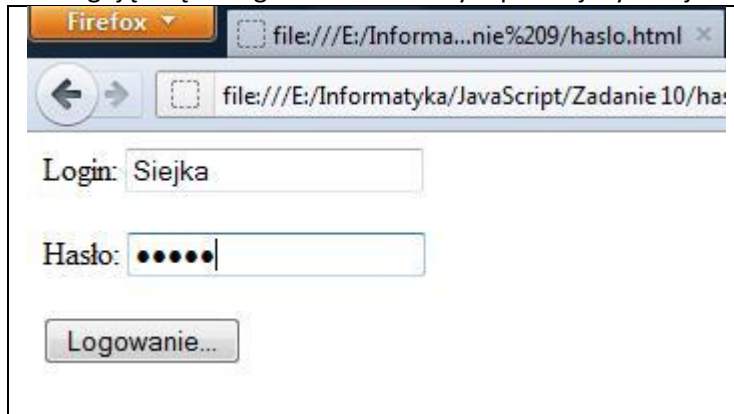 Firefox
file:///E:/Informa...nie%209/haslo.html
file:///E:/Informatyka/JavaScript/Zadanie 10/has
Login: Siejka
Hasło: •••••
Logowanie...